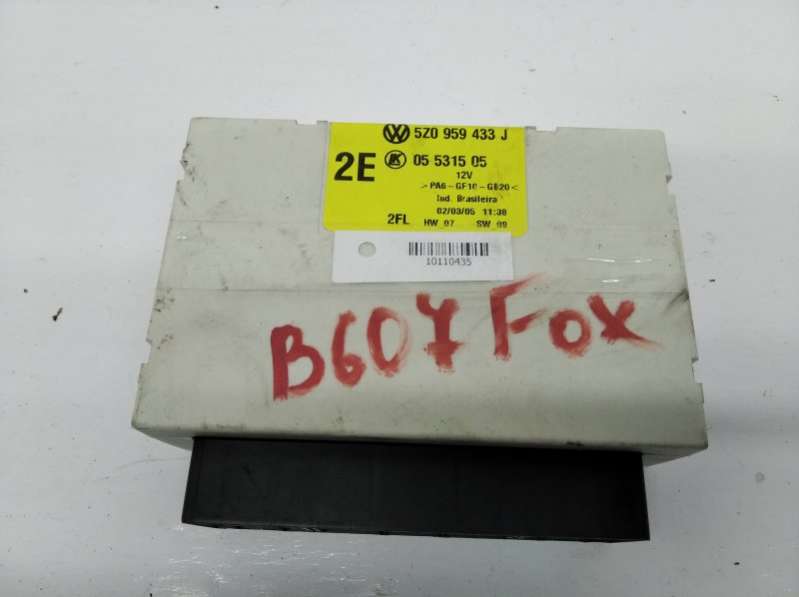 5Z0 959 433 J
2E K 05 5315 05
12V
>PA6-GF10-GB20<
Ind. Brasileira
02/03/05 11:38
2FL HW 07 SW 09
10110435
B607 Fox